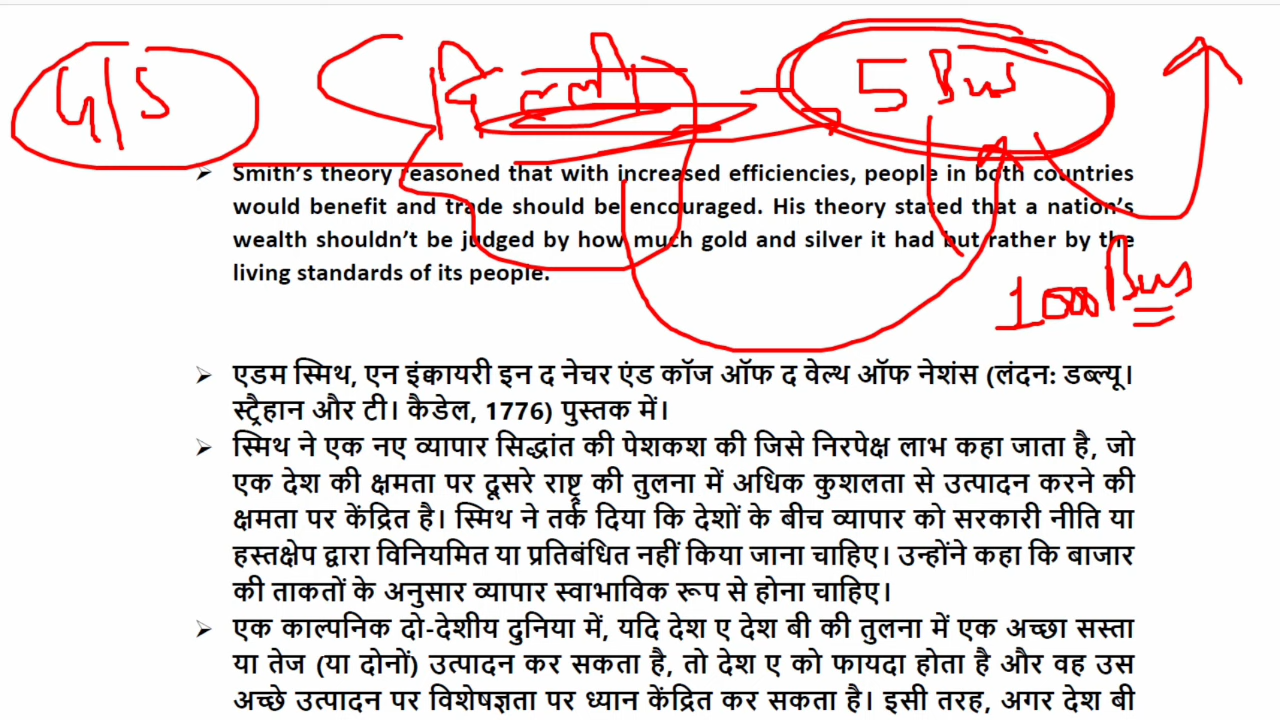 G/S
5 Bus
➤ Smith's theory reasoned that with increased efficiencies, people in both countries
would benefit and trade should be encouraged. His theory stated that a nation's
wealth shouldn't be judged by how much gold and silver it had but rather by the
living standards of its people.
1000 Bus
➤ एडम स्मिथ, एन इंक्वायरी इन द नेचर एंड कॉज ऑफ द वेल्थ ऑफ नेशंस (लंदन: डब्ल्यू।
स्ट्रैहान और टी। कैडेल, 1776) पुस्तक में।
➤ स्मिथ ने एक नए व्यापार सिद्धांत की पेशकश की जिसे निरपेक्ष लाभ कहा जाता है, जो
एक देश की क्षमता पर दूसरे राष्ट्र की तुलना में अधिक कुशलता से उत्पादन करने की
क्षमता पर केंद्रित है। स्मिथ ने तर्क दिया कि देशों के बीच व्यापार को सरकारी नीति या
हस्तक्षेप द्वारा विनियमित या प्रतिबंधित नहीं किया जाना चाहिए। उन्होंने कहा कि बाजार
की ताकतों के अनुसार व्यापार स्वाभाविक रूप से होना चाहिए।
➤ एक काल्पनिक दो-देशीय दुनिया में, यदि देश ए देश बी की तुलना में एक अच्छा सस्ता
या तेज (या दोनों) उत्पादन कर सकता है, तो देश ए को फायदा होता है और वह उस
अच्छे उत्पादन पर विशेषज्ञता पर ध्यान केंद्रित कर सकता है। इसी तरह, अगर देश बी